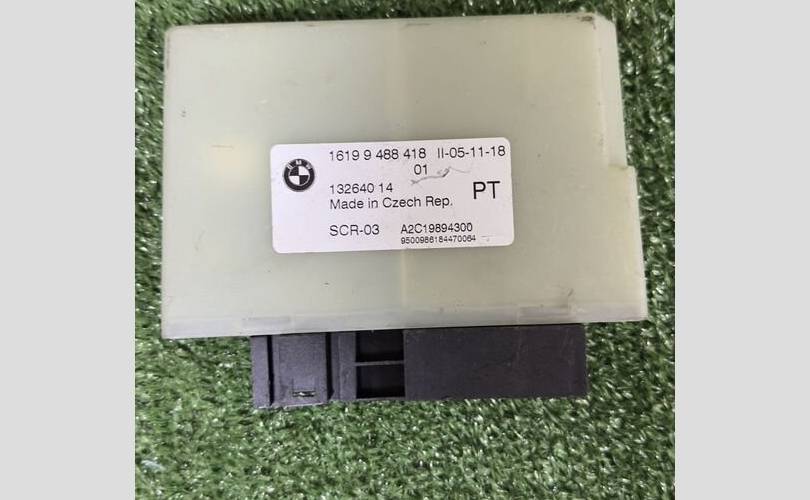 BMW
1619 9 488 418 II-05-11-18
01
132640 14
PT
Made in Czech Rep.
SCR-03 A2C19894300
9500986184470064